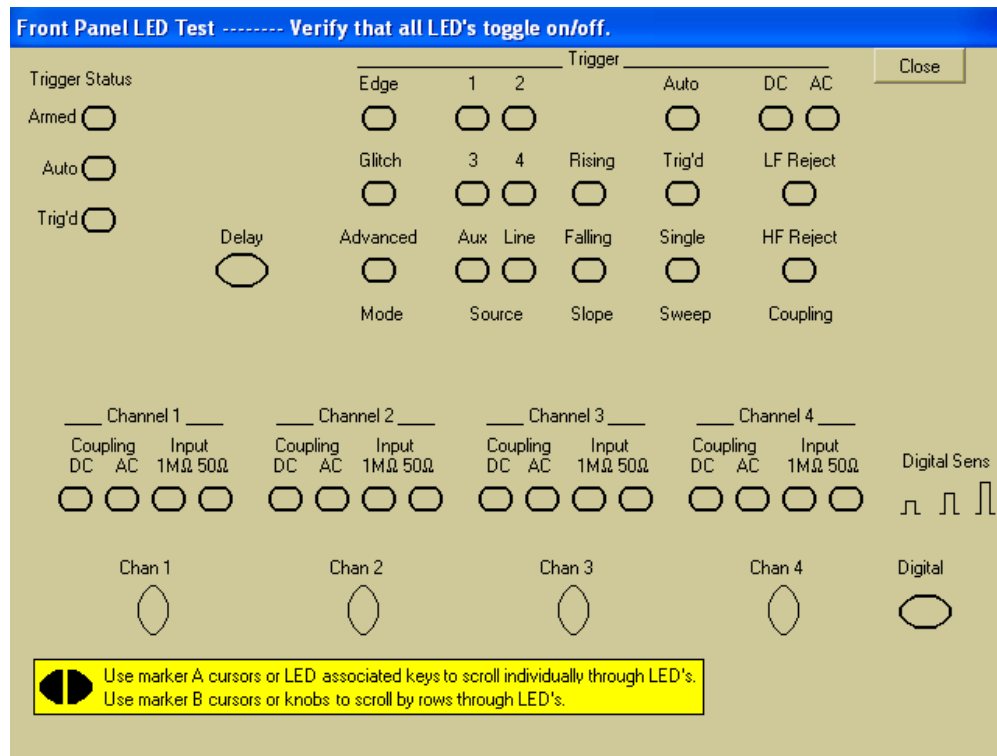 Front Panel LED Test -------- Verify that all LED's toggle on/off.
Close
Trigger Status
Armed
Auto
Trig'd
Delay
Trigger
Edge 1 2 Auto DC AC
Glitch 3 4 Rising Trig'd LF Reject
Advanced Aux Line Falling Single HF Reject
Mode Source Slope Sweep Coupling
Channel 1 Channel 2 Channel 3 Channel 4
Coupling Input Coupling Input Coupling Input Coupling Input
DC AC 1MΩ 50Ω DC AC 1MΩ 50Ω DC AC 1MΩ 50Ω DC AC 1MΩ 50Ω
Digital Sens
Chan 1 Chan 2 Chan 3 Chan 4 Digital
Use marker A cursors or LED associated keys to scroll individually through LED's.
Use marker B cursors or knobs to scroll by rows through LED's.